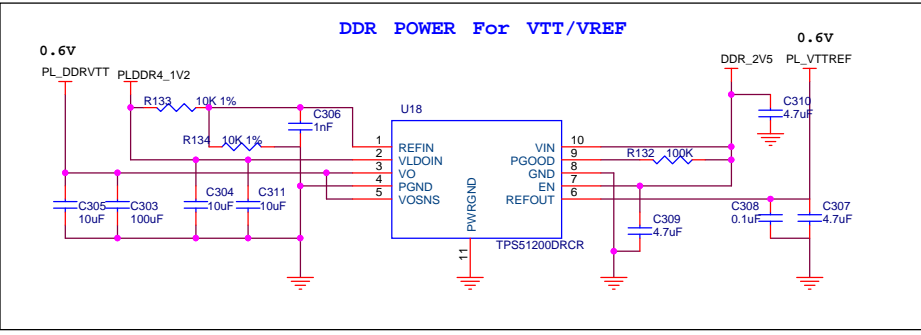 DDR POWER For VTT/VREF
0.6V
0.6V
PL_DDRVTT
PLDDR4_1V2
DDR_2V5
PL_VTTREF
R133
10K 1%
C306
1nF
U18
C310
4.7uF
R134
10K 1%
1
REFIN
VIN
10
2
VLDOIN
PGOOD
9
R132
100K
3
VO
GND
8
4
PGND
EN
7
5
VOSNS
REFOUT
6
PWRGND
11
TPS51200DRCR
C305
10uF
C303
100uF
C304
10uF
C311
10uF
C309
4.7uF
C308
0.1uF
C307
4.7uF